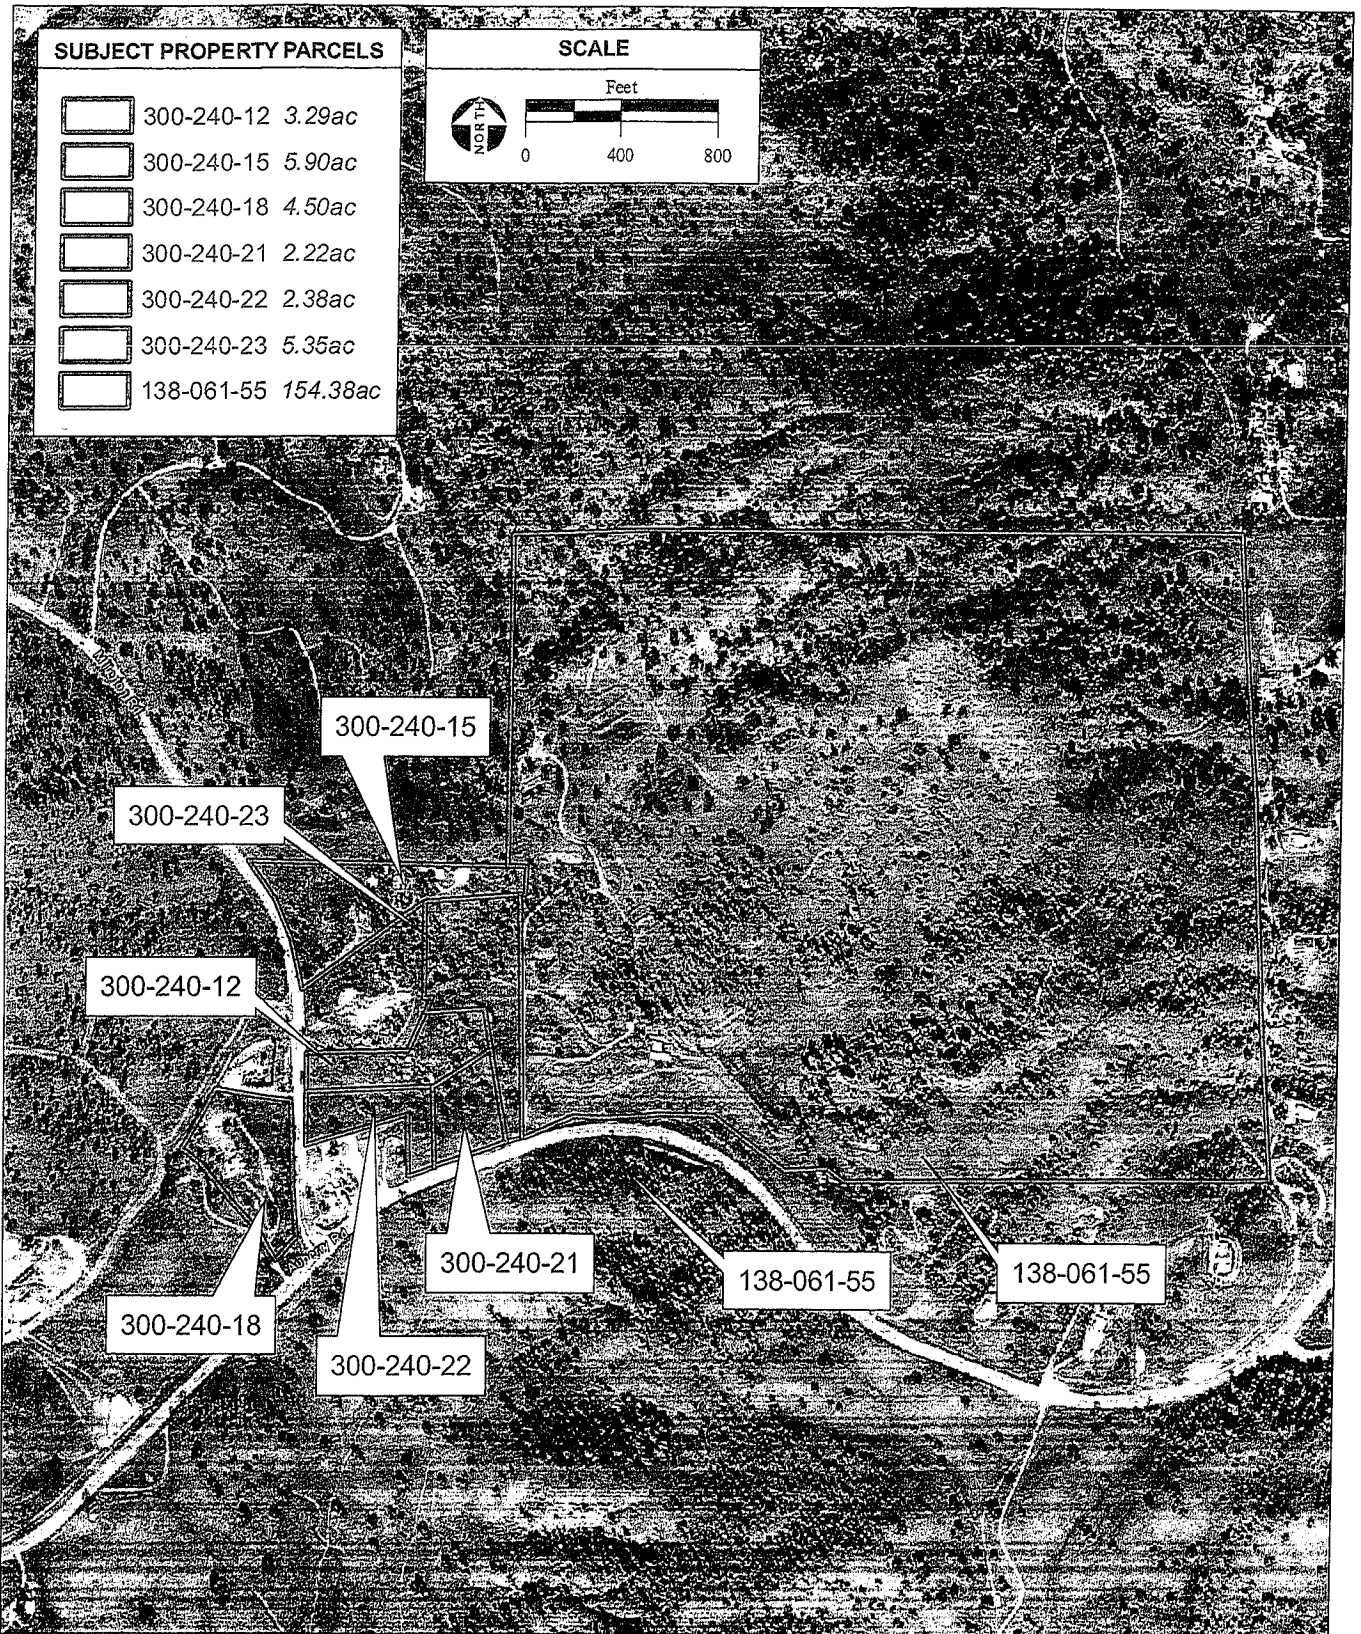 SUBJECT PROPERTY PARCELS
300-240-12 3.29ac
300-240-15 5.90ac
300-240-18 4.50ac
300-240-21 2.22ac
300-240-22 2.38ac
300-240-23 5.35ac
138-061-55 154.38ac
SCALE
Feet
NORTH
0 400 800
300-240-15
300-240-23
300-240-12
300-240-21
138-061-55
138-061-55
300-240-18
300-240-22